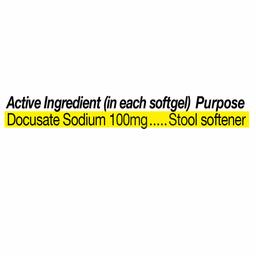 Active Ingredient (in each softgel) Purpose
Docusate Sodium 100mg.....Stool softener